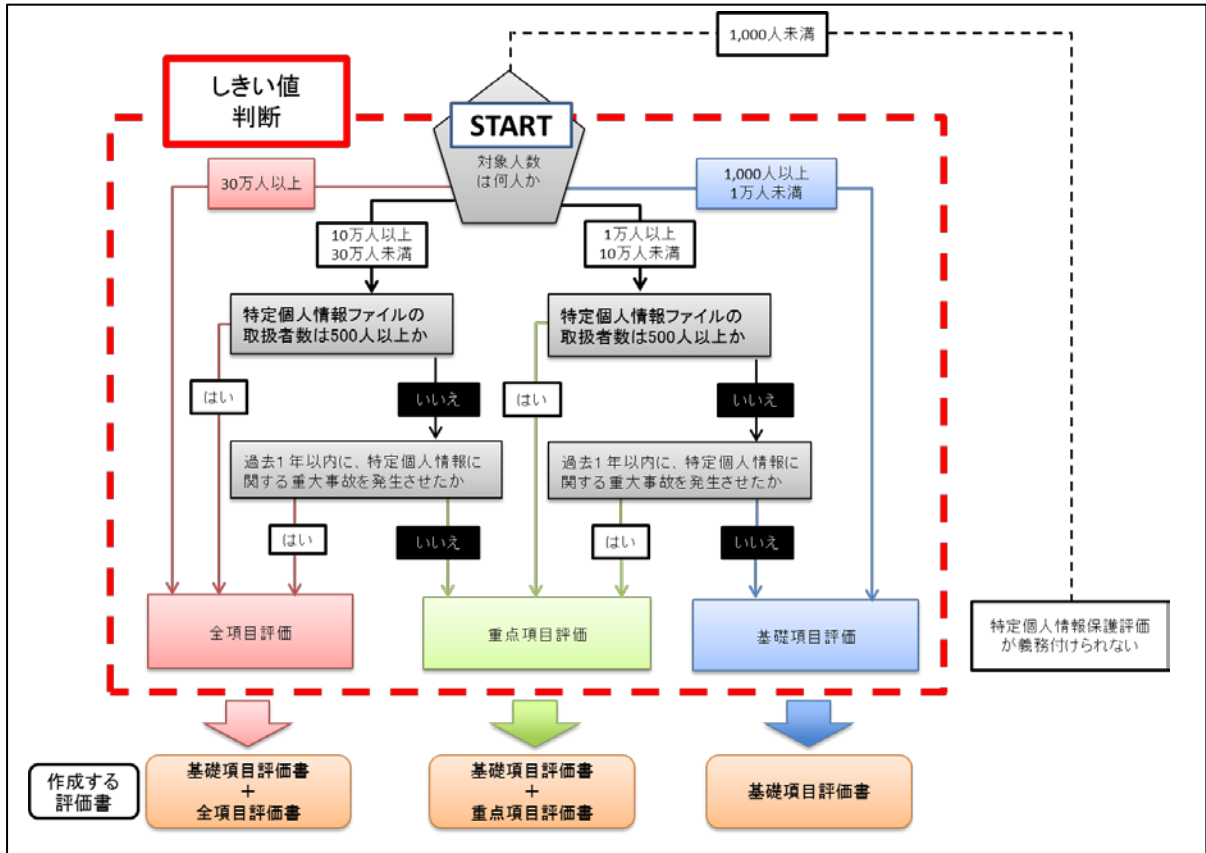 1,000人未満
しきい値
判断
START
対象人数
は何人か
30万人以上
1,000人以上
1万人未満
10万人以上
30万人未満
1万人以上
10万人未満
特定個人情報ファイルの
取扱者数は500人以上か
特定個人情報ファイルの
取扱者数は500人以上か
はい
いいえ
はい
いいえ
過去1年以内に、特定個人情報に
関する重大事故を発生させたか
過去1年以内に、特定個人情報に
関する重大事故を発生させたか
はい
いいえ
はい
いいえ
全項目評価
重点項目評価
基礎項目評価
特定個人情報保護評価
が義務付けられない
作成する
評価書
基礎項目評価書
+
全項目評価書
基礎項目評価書
+
重点項目評価書
基礎項目評価書